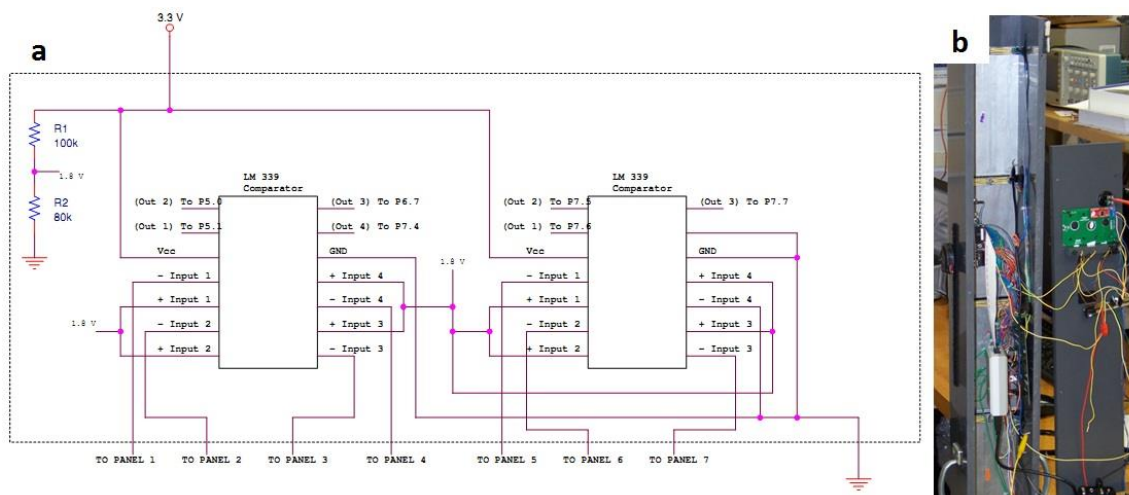 a
b
3.3 V
R1
100k
1.8 V
R2
80k
LM 339
Comparator
(Out 2) To P5.0
(Out 3) To P6.7
(Out 1) To P5.1
(Out 4) To P7.4
Vcc
GND
- Input 1
+ Input 4
+ Input 1
- Input 4
- Input 2
+ Input 3
+ Input 2
- Input 3
1.8 V
1.8 V
LM 339
Comparator
(Out 2) To P7.5
(Out 3) To P7.7
(Out 1) To P7.6
Vcc
GND
- Input 1
+ Input 4
+ Input 1
- Input 4
- Input 2
+ Input 3
+ Input 2
- Input 3
TO PANEL 1
TO PANEL 2
TO PANEL 3
TO PANEL 4
TO PANEL 5
TO PANEL 6
TO PANEL 7